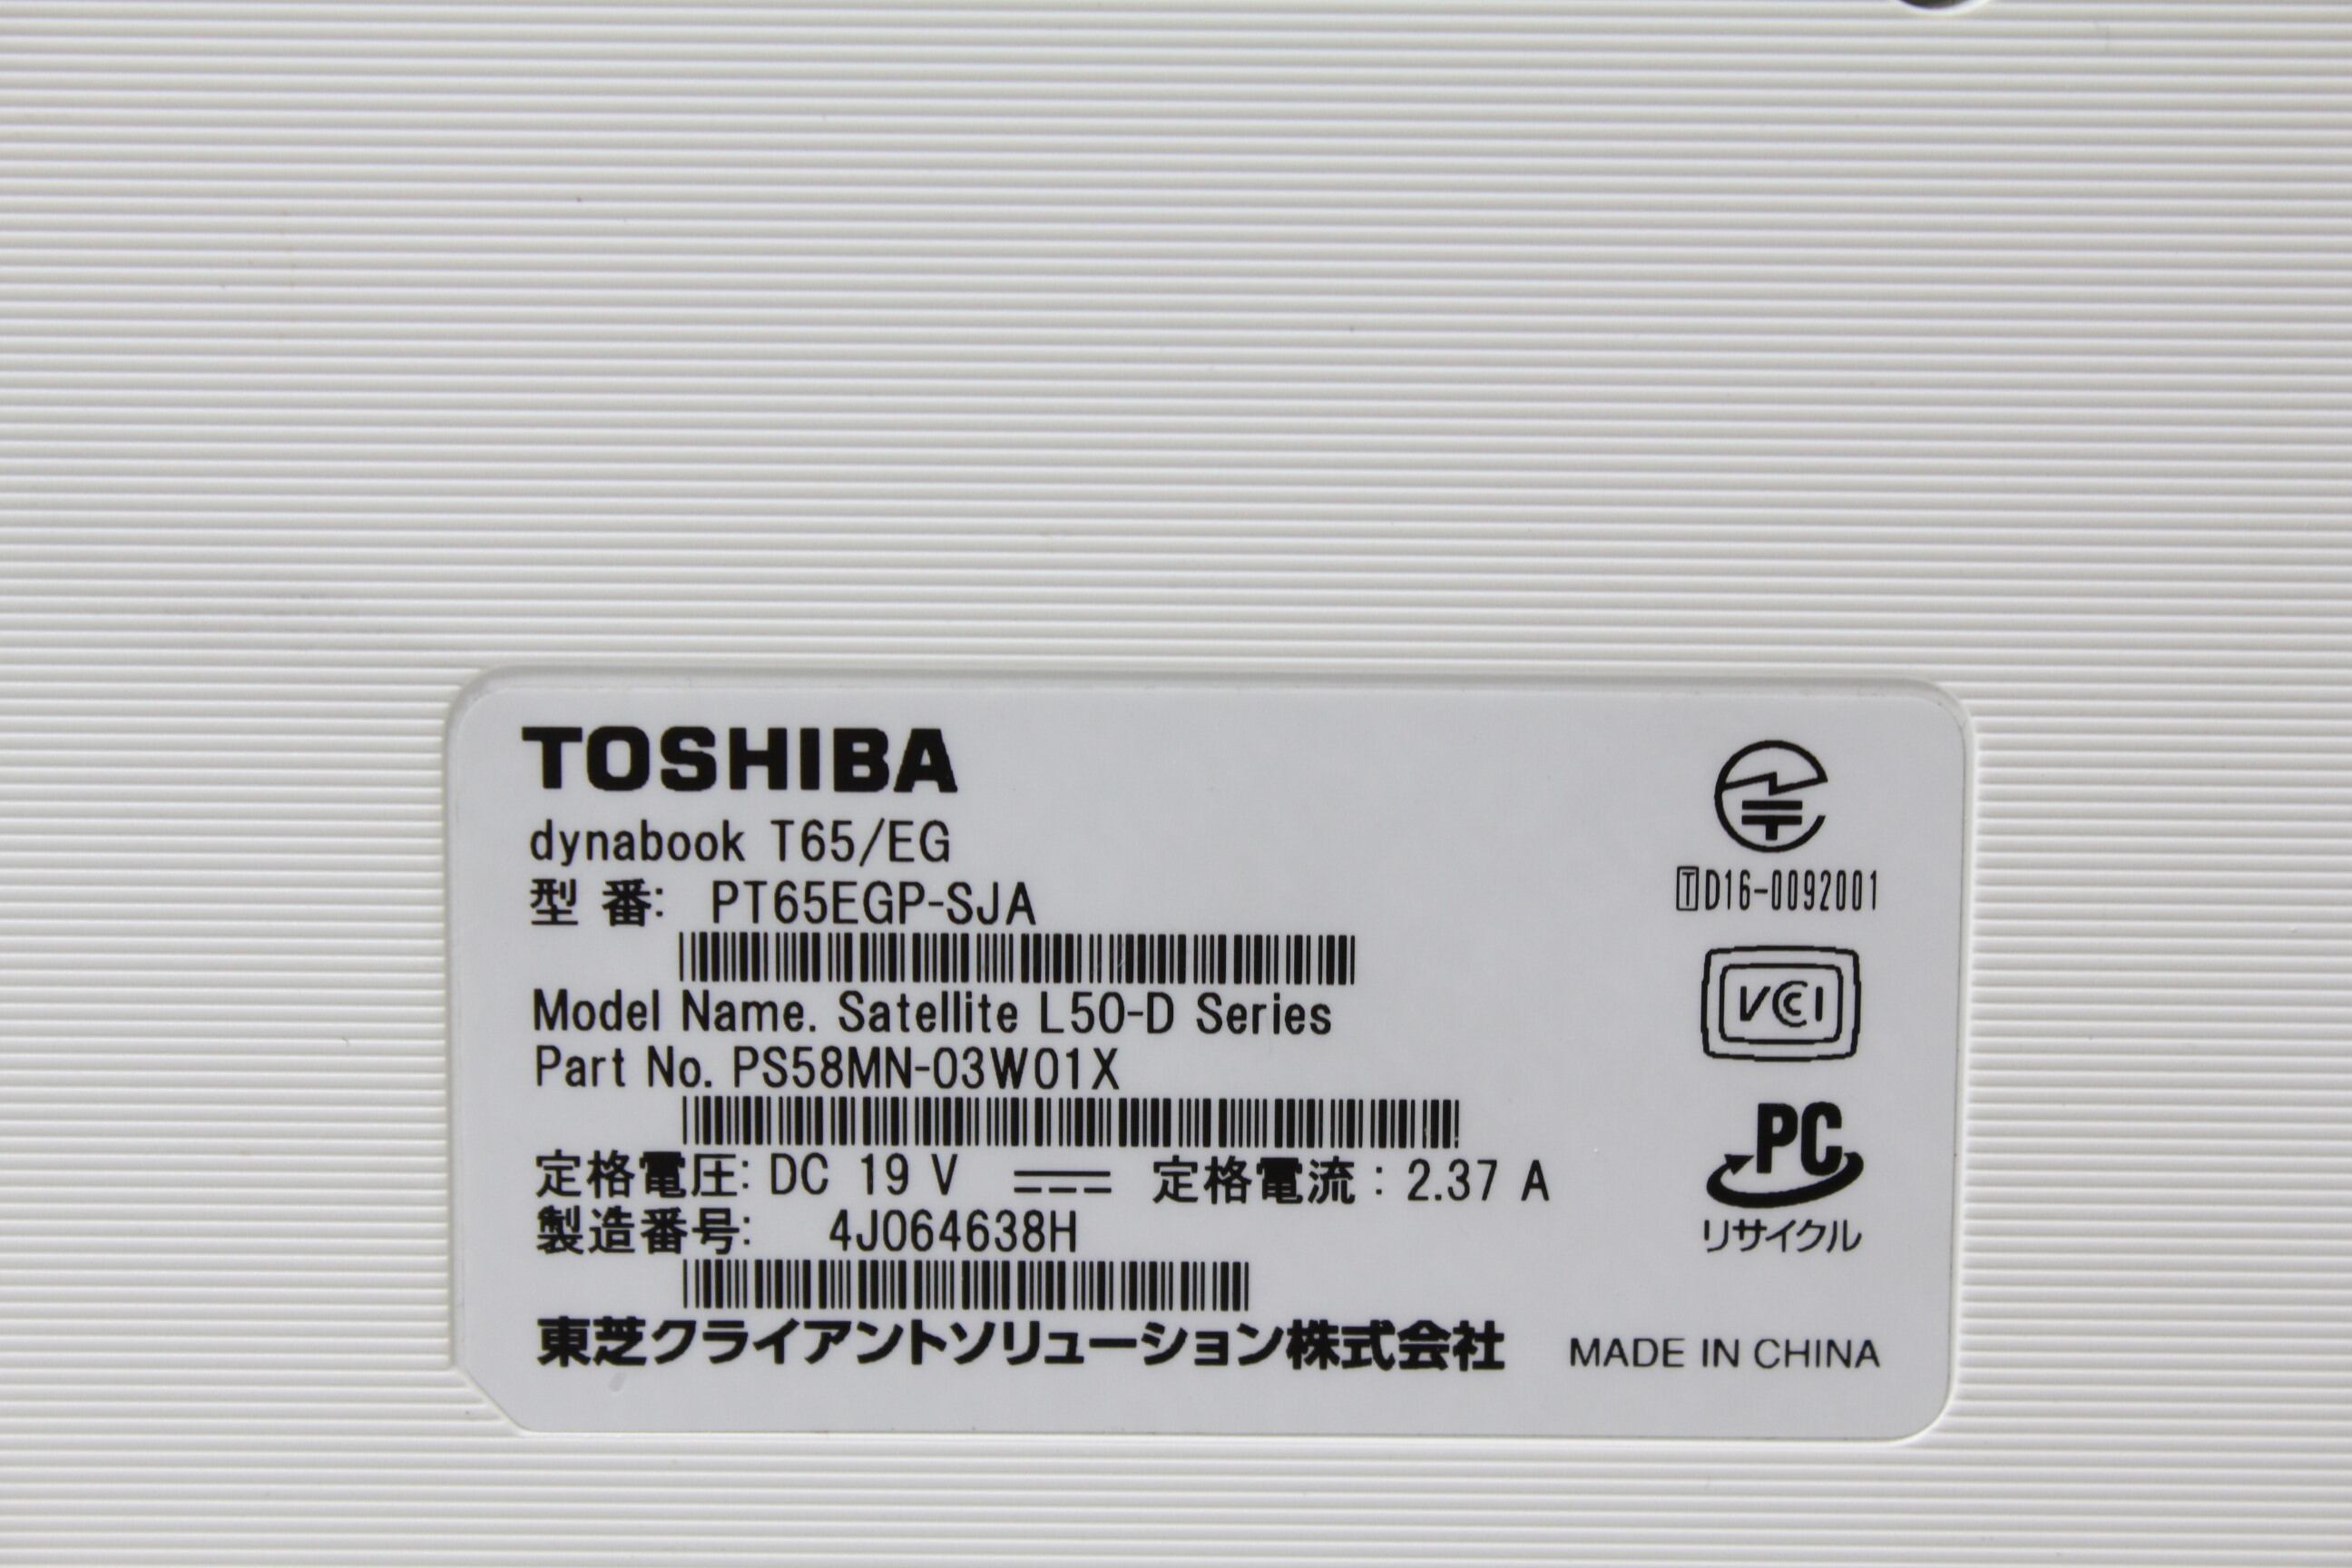 TOSHIBA
dynabook T65/EG
型 番: PT65EGP-SJA
Model Name. Satellite L50-D Series
Part No. PS58MN-03W01X
定格電圧: DC 19 V ⎓ 定格電流: 2.37 A
製造番号: 4J064638H
東芝クライアントソリューション株式会社
TD16-0092001
VCCI
PC
リサイクル
MADE IN CHINA